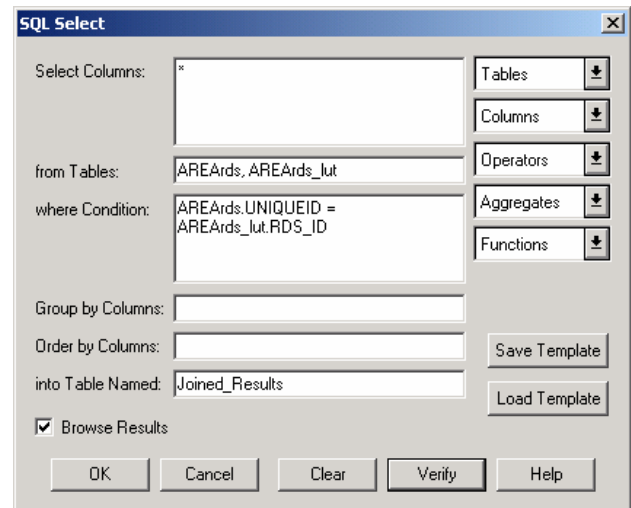 SQL Select
Select Columns:
*
Tables
Columns
from Tables:
AREArds, AREArds_lut
Operators
where Condition:
AREArds.UNIQUEID =
AREArds_lut.RDS_ID
Aggregates
Functions
Group by Columns:
Order by Columns:
Save Template
into Table Named:
Joined_Results
Load Template
Browse Results
OK
Cancel
Clear
Verify
Help